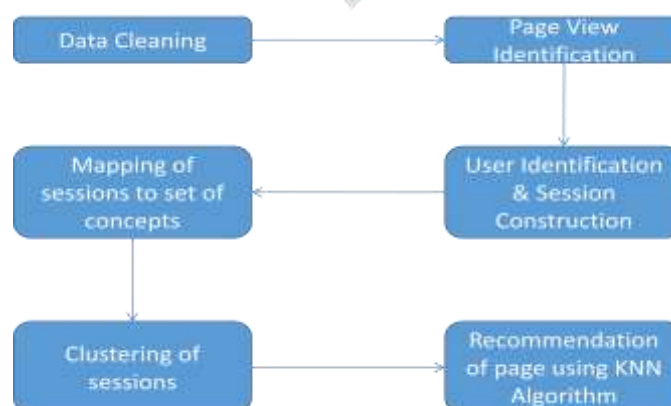 Data Cleaning
Page View
Identification
Mapping of
sessions to set of
concepts
User Identification
& Session
Construction
Clustering of
sessions
Recommendation
of page using KNN
Algorithm